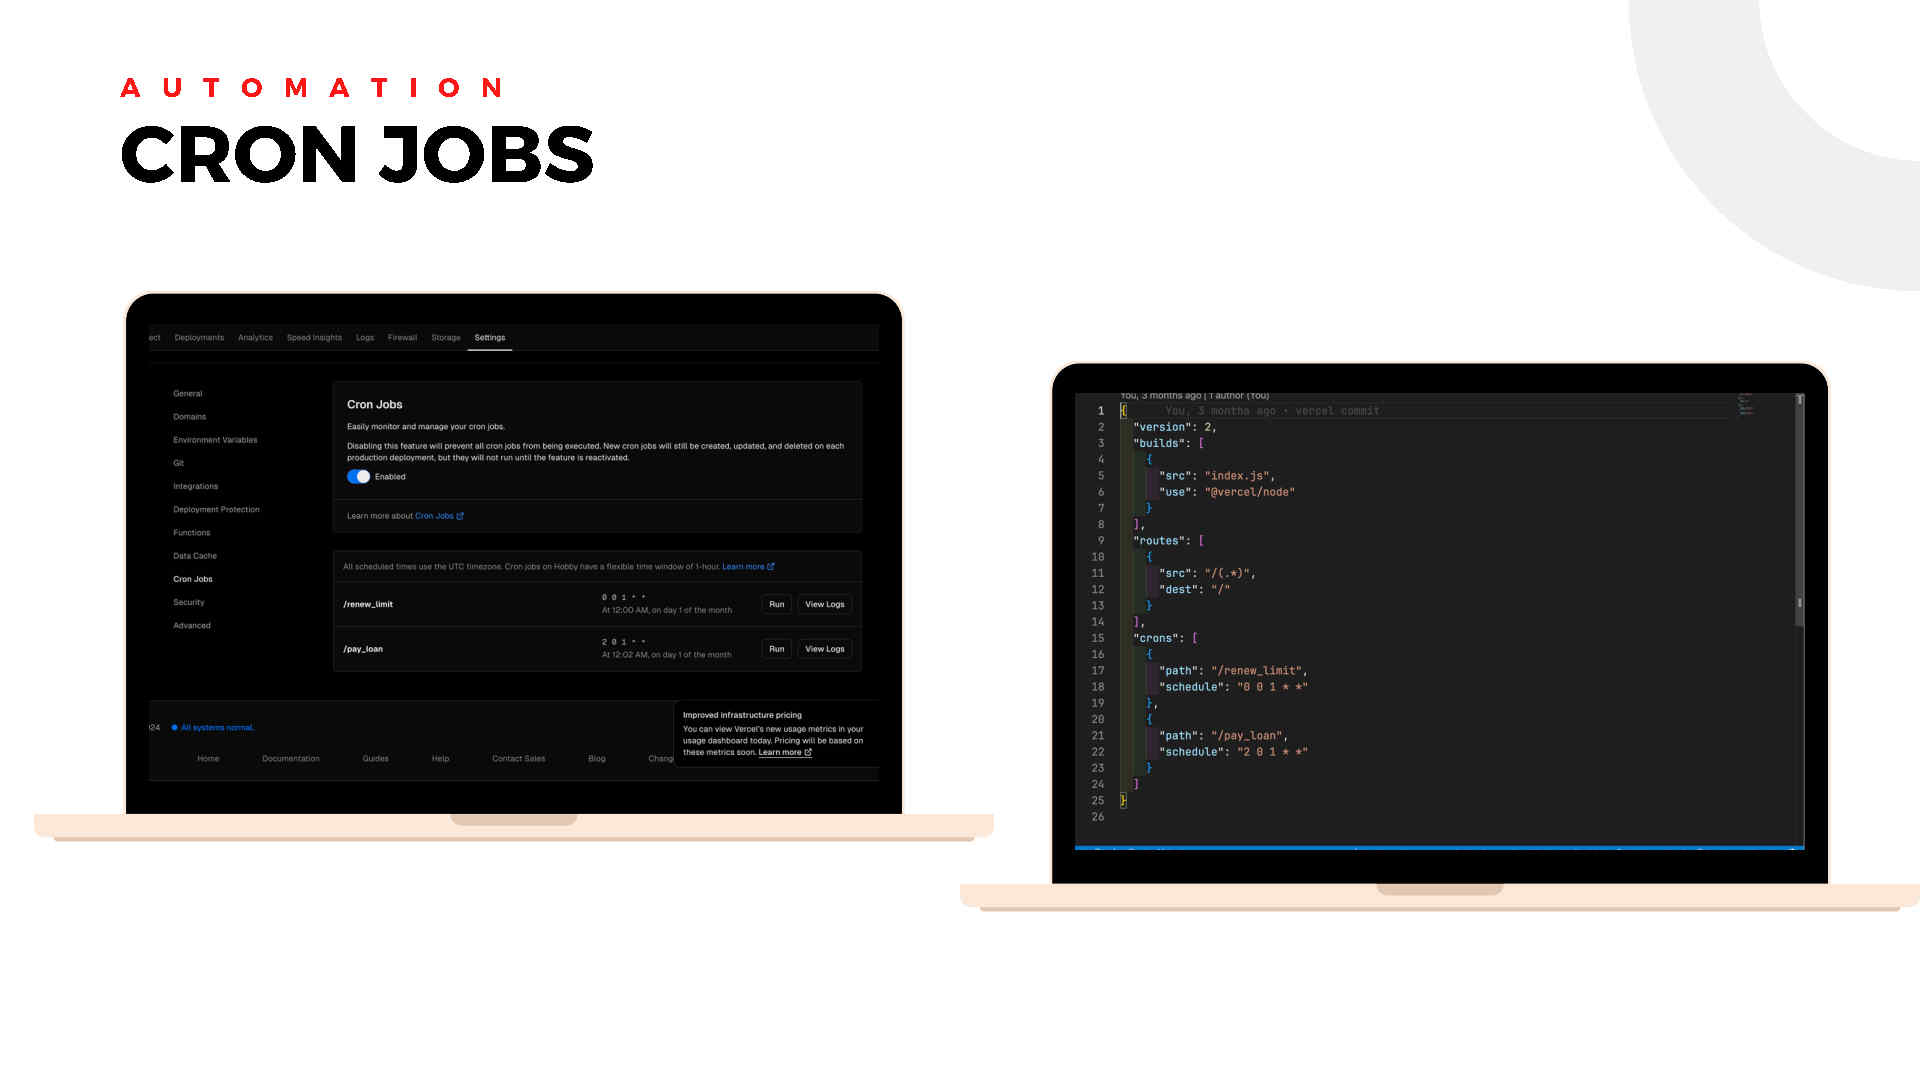 AUTOMATION
CRON JOBS
ect Deployments Analytics Speed Insights Logs Firewall Storage Settings
General
Domains
Environment Variables
Git
Integrations
Deployment Protection
Functions
Data Cache
Cron Jobs
Security
Advanced
Cron Jobs
Easily monitor and manage your cron jobs.
Disabling this feature will prevent all cron jobs from being executed. New cron jobs will still be created, updated, and deleted on each
production deployment, but they will not run until the feature is reactivated.
Enabled
Learn more about Cron Jobs
All scheduled times use the UTC timezone. Cron jobs on Hobby have a flexible time window of 1-hour. Learn more
/renew_limit
0 0 1 * *
At 12:00 AM, on day 1 of the month
Run View Logs
/pay_loan
2 0 1 * *
At 12:02 AM, on day 1 of the month
Run View Logs
24 All systems normal.
Home Documentation Guides Help Contact Sales Blog Chang
Improved infrastructure pricing
You can view Vercel's new usage metrics in your
usage dashboard today. Pricing will be based on
these metrics soon. Learn more
You, 3 months ago | 1 author (You)
1 { You, 3 months ago • vercel commit
2 "version": 2,
3 "builds": [
4 {
5 "src": "index.js",
6 "use": "@vercel/node"
7 }
8 ],
9 "routes": [
10 {
11 "src": "/(.*)",
12 "dest": "/"
13 }
14 ],
15 "crons": [
16 {
17 "path": "/renew_limit",
18 "schedule": "0 0 1 * *"
19 },
20 {
21 "path": "/pay_loan",
22 "schedule": "2 0 1 * *"
23 }
24 ]
25 }
26